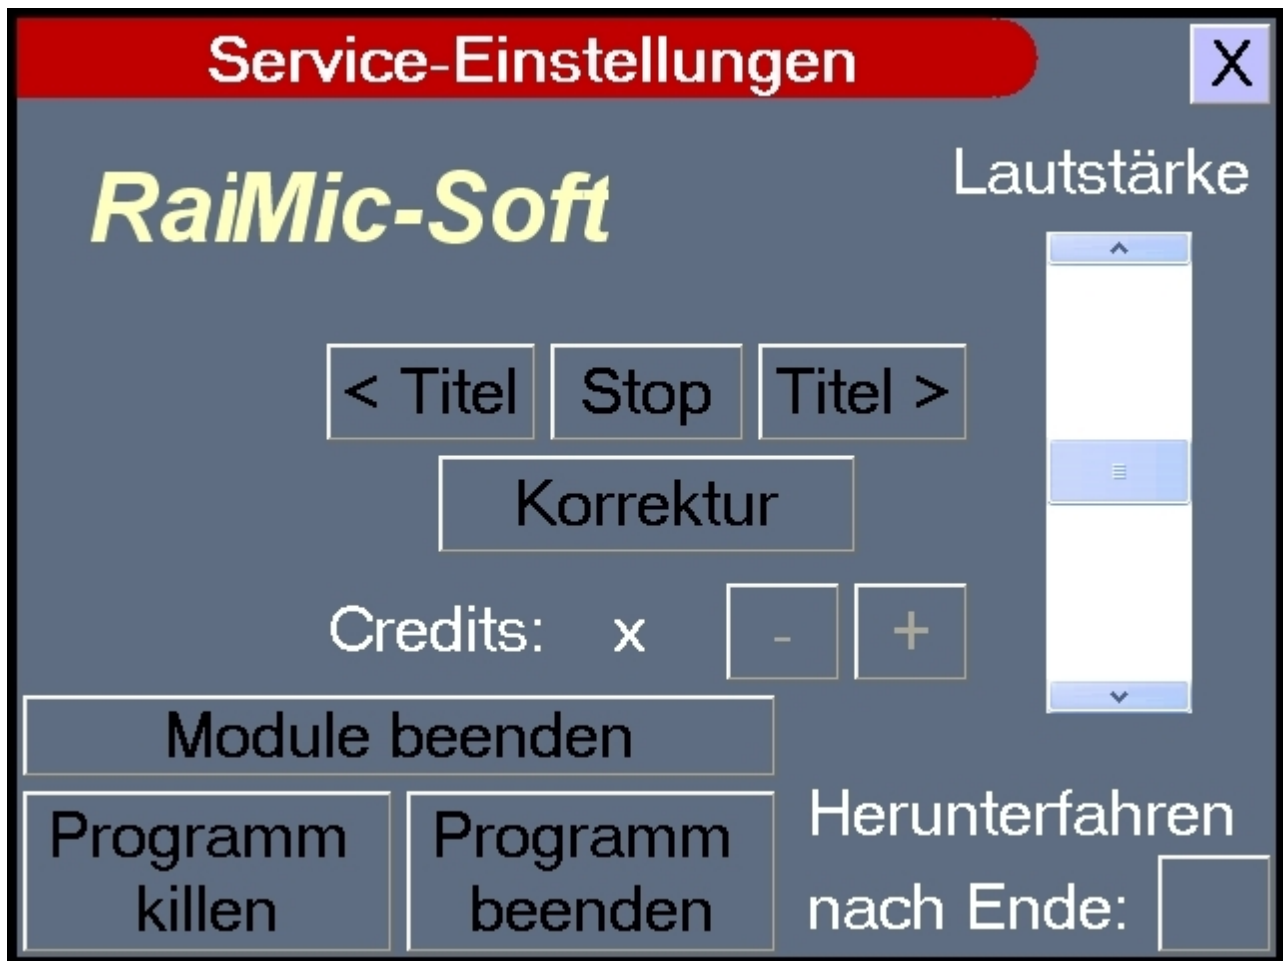 Service-Einstellungen
X
RaiMic-Soft
Lautstärke
< Titel
Stop
Titel >
Korrektur
Credits: x - +
Module beenden
Programm
killen
Programm
beenden
Herunterfahren
nach Ende: